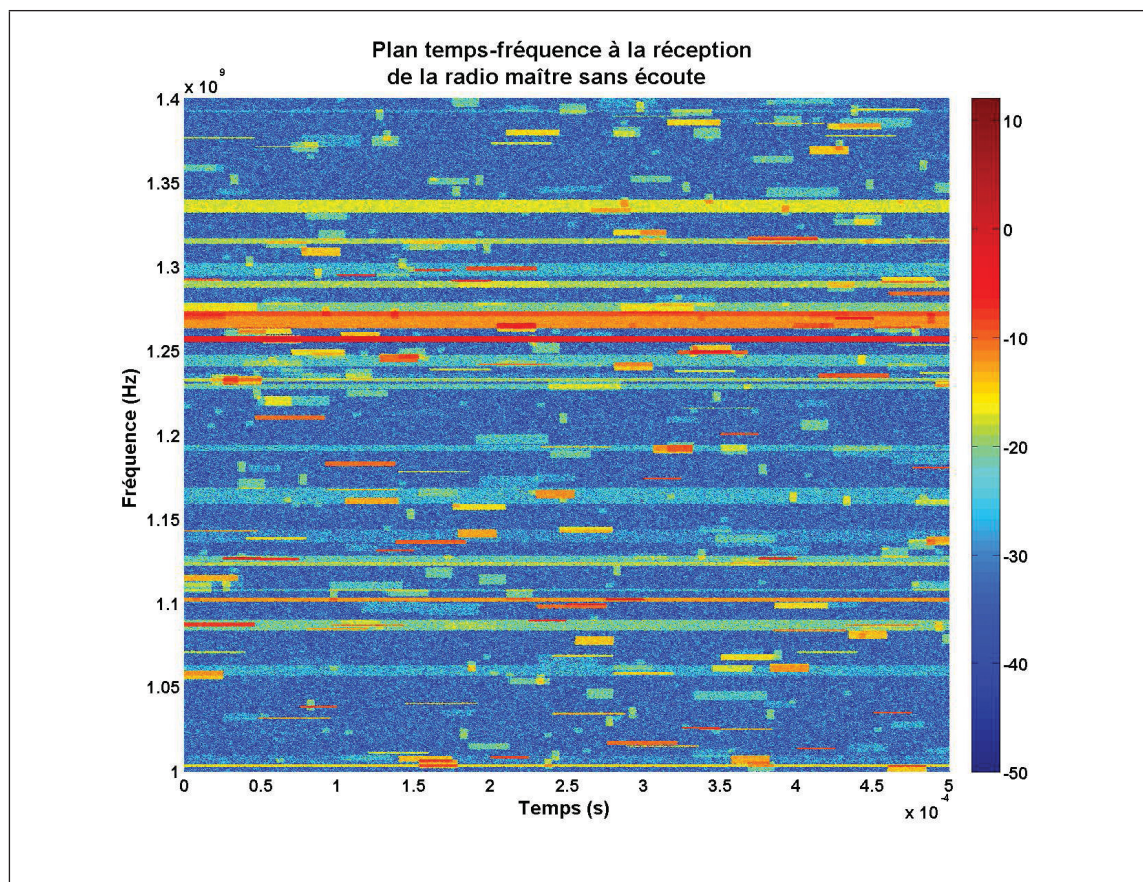 Plan temps-fréquence à la réception
de la radio maître sans écoute
x 10⁹
1.4
1.35
1.3
1.25
1.2
1.15
1.1
1.05
1
Fréquence (Hz)
0 0.5 1 1.5 2 2.5 3 3.5 4 4.5 5
Temps (s)
x 10⁻⁴
10
0
-10
-20
-30
-40
-50